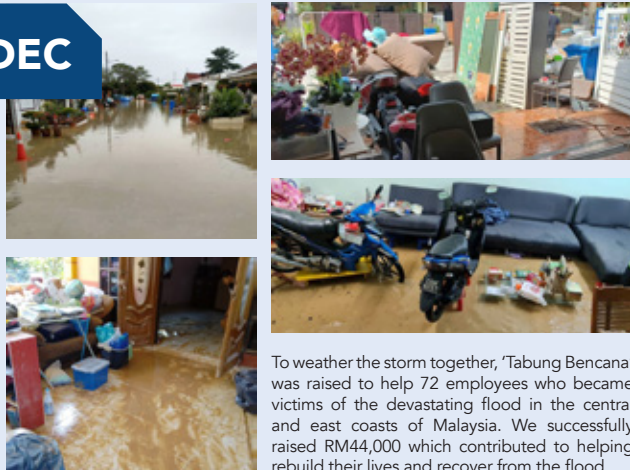 DEC
To weather the storm together, ‘Tabung Bencana’
was raised to help 72 employees who became
victims of the devastating flood in the central
and east coasts of Malaysia. We successfully
raised RM44,000 which contributed to helping
rebuild their lives and recover from the flood.